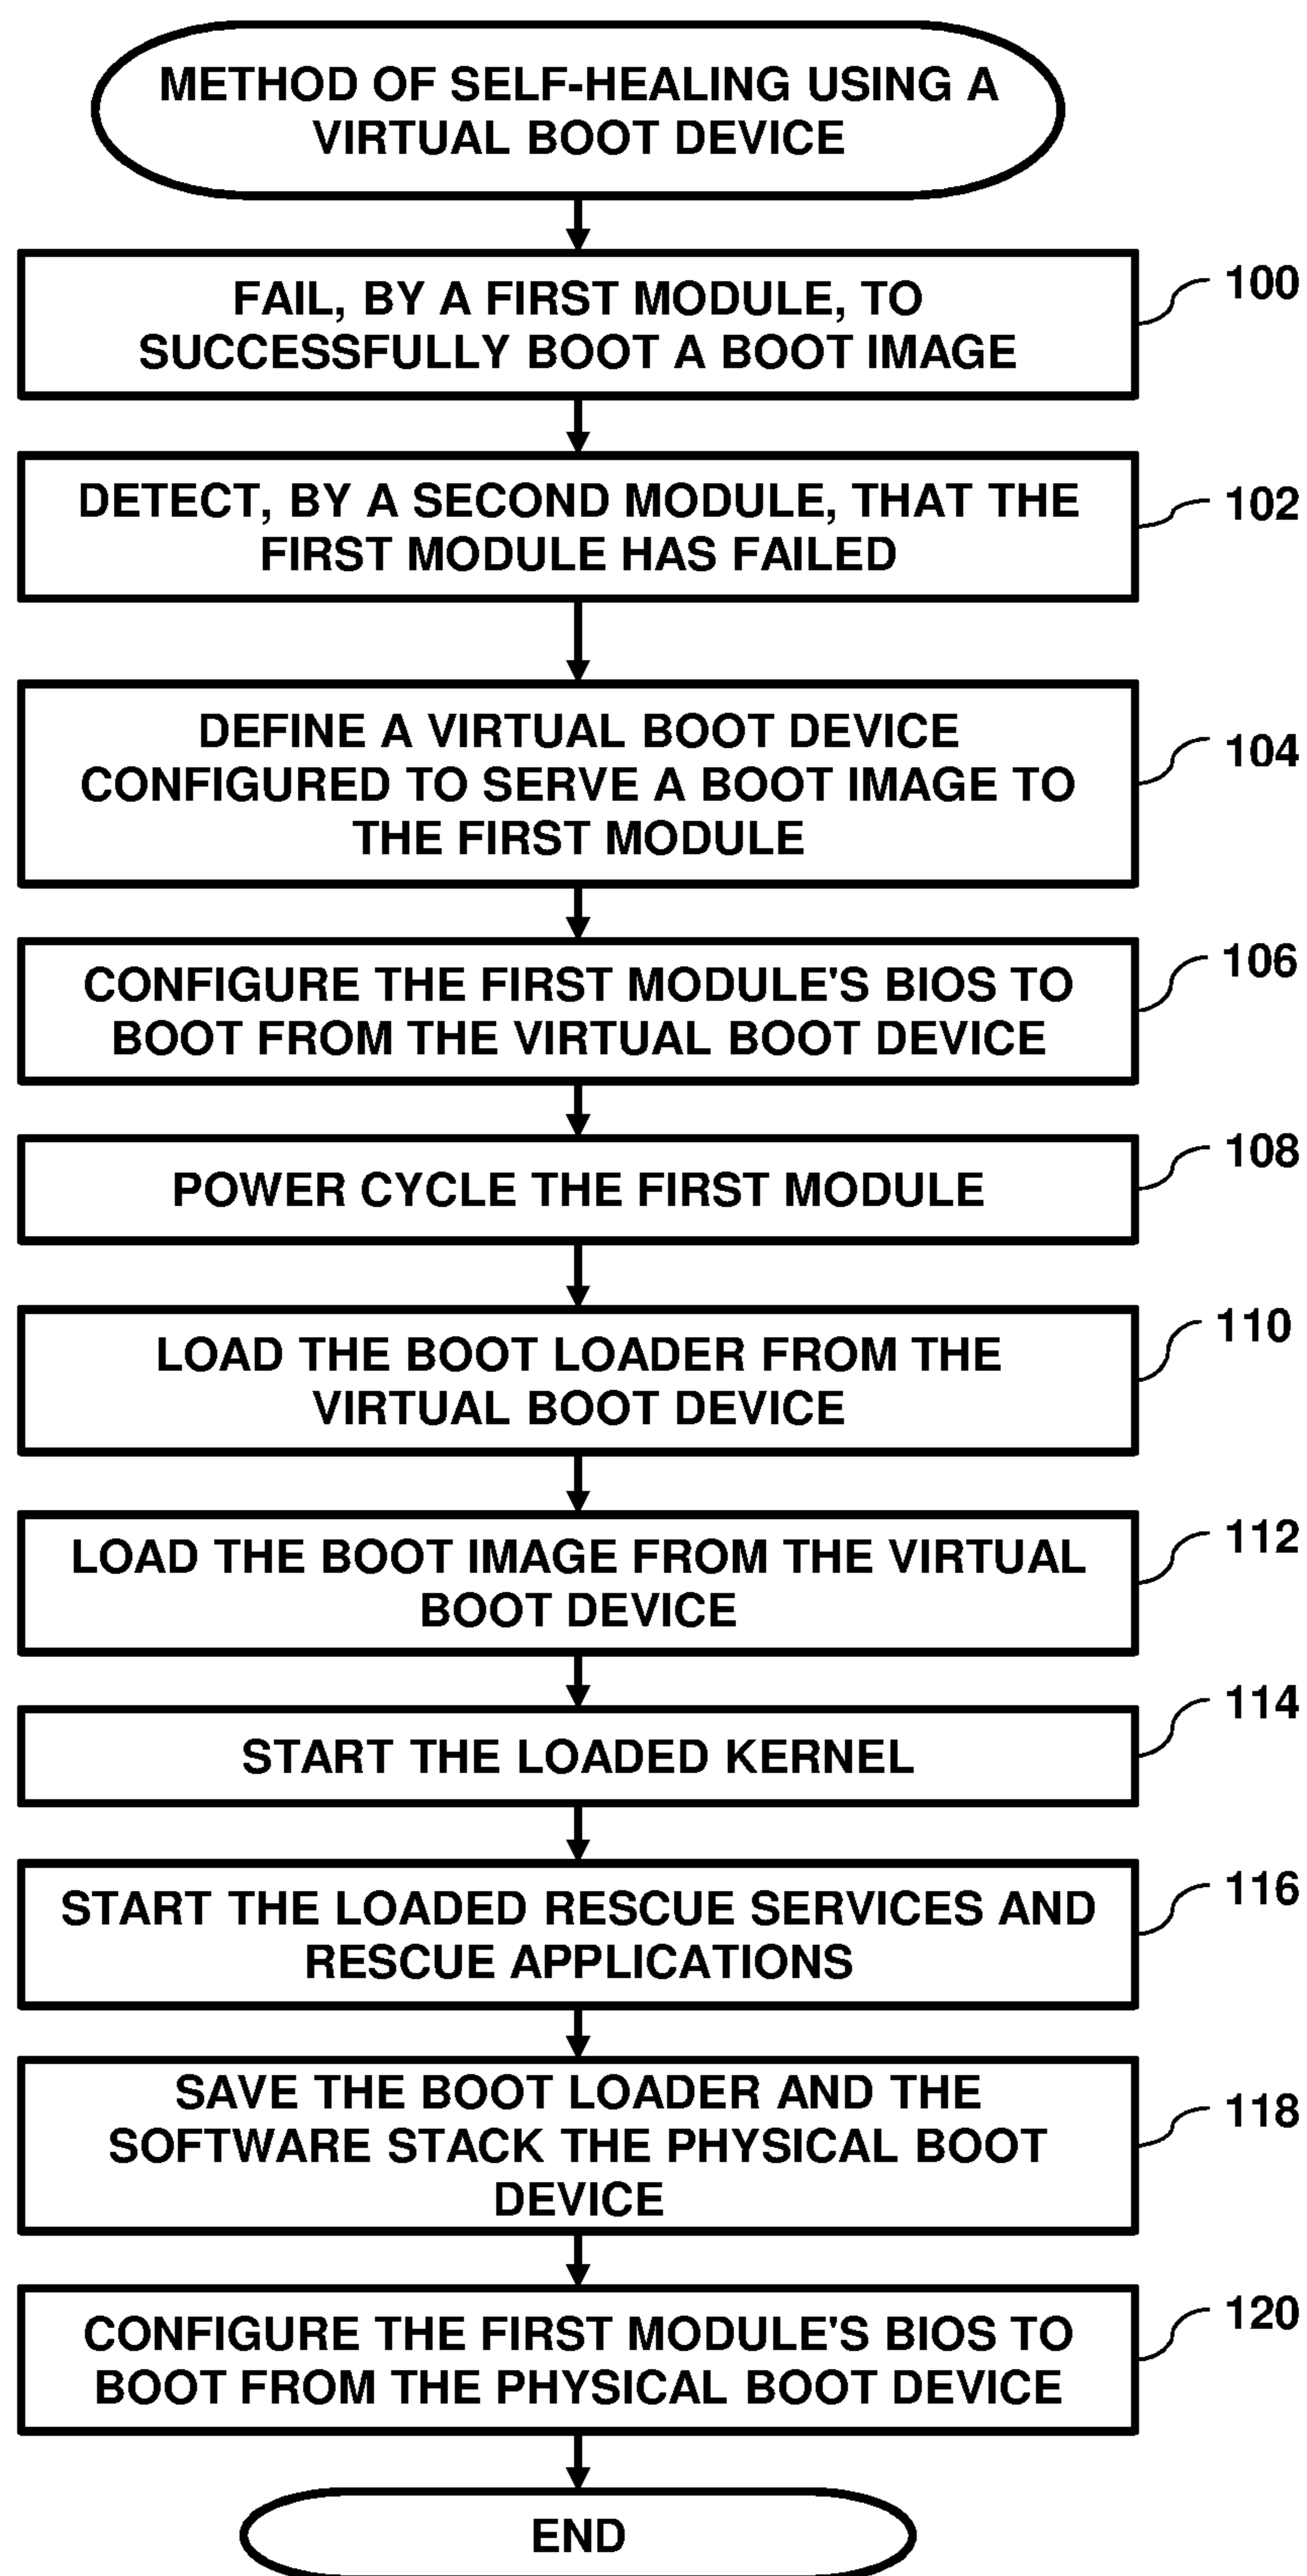 METHOD OF SELF-HEALING USING A
VIRTUAL BOOT DEVICE
FAIL, BY A FIRST MODULE, TO
SUCCESSFULLY BOOT A BOOT IMAGE
100
DETECT, BY A SECOND MODULE, THAT THE
FIRST MODULE HAS FAILED
102
DEFINE A VIRTUAL BOOT DEVICE
CONFIGURED TO SERVE A BOOT IMAGE TO
THE FIRST MODULE
104
CONFIGURE THE FIRST MODULE'S BIOS TO
BOOT FROM THE VIRTUAL BOOT DEVICE
106
POWER CYCLE THE FIRST MODULE
108
LOAD THE BOOT LOADER FROM THE
VIRTUAL BOOT DEVICE
110
LOAD THE BOOT IMAGE FROM THE VIRTUAL
BOOT DEVICE
112
START THE LOADED KERNEL
114
START THE LOADED RESCUE SERVICES AND
RESCUE APPLICATIONS
116
SAVE THE BOOT LOADER AND THE
SOFTWARE STACK THE PHYSICAL BOOT
DEVICE
118
CONFIGURE THE FIRST MODULE'S BIOS TO
BOOT FROM THE PHYSICAL BOOT DEVICE
120
END